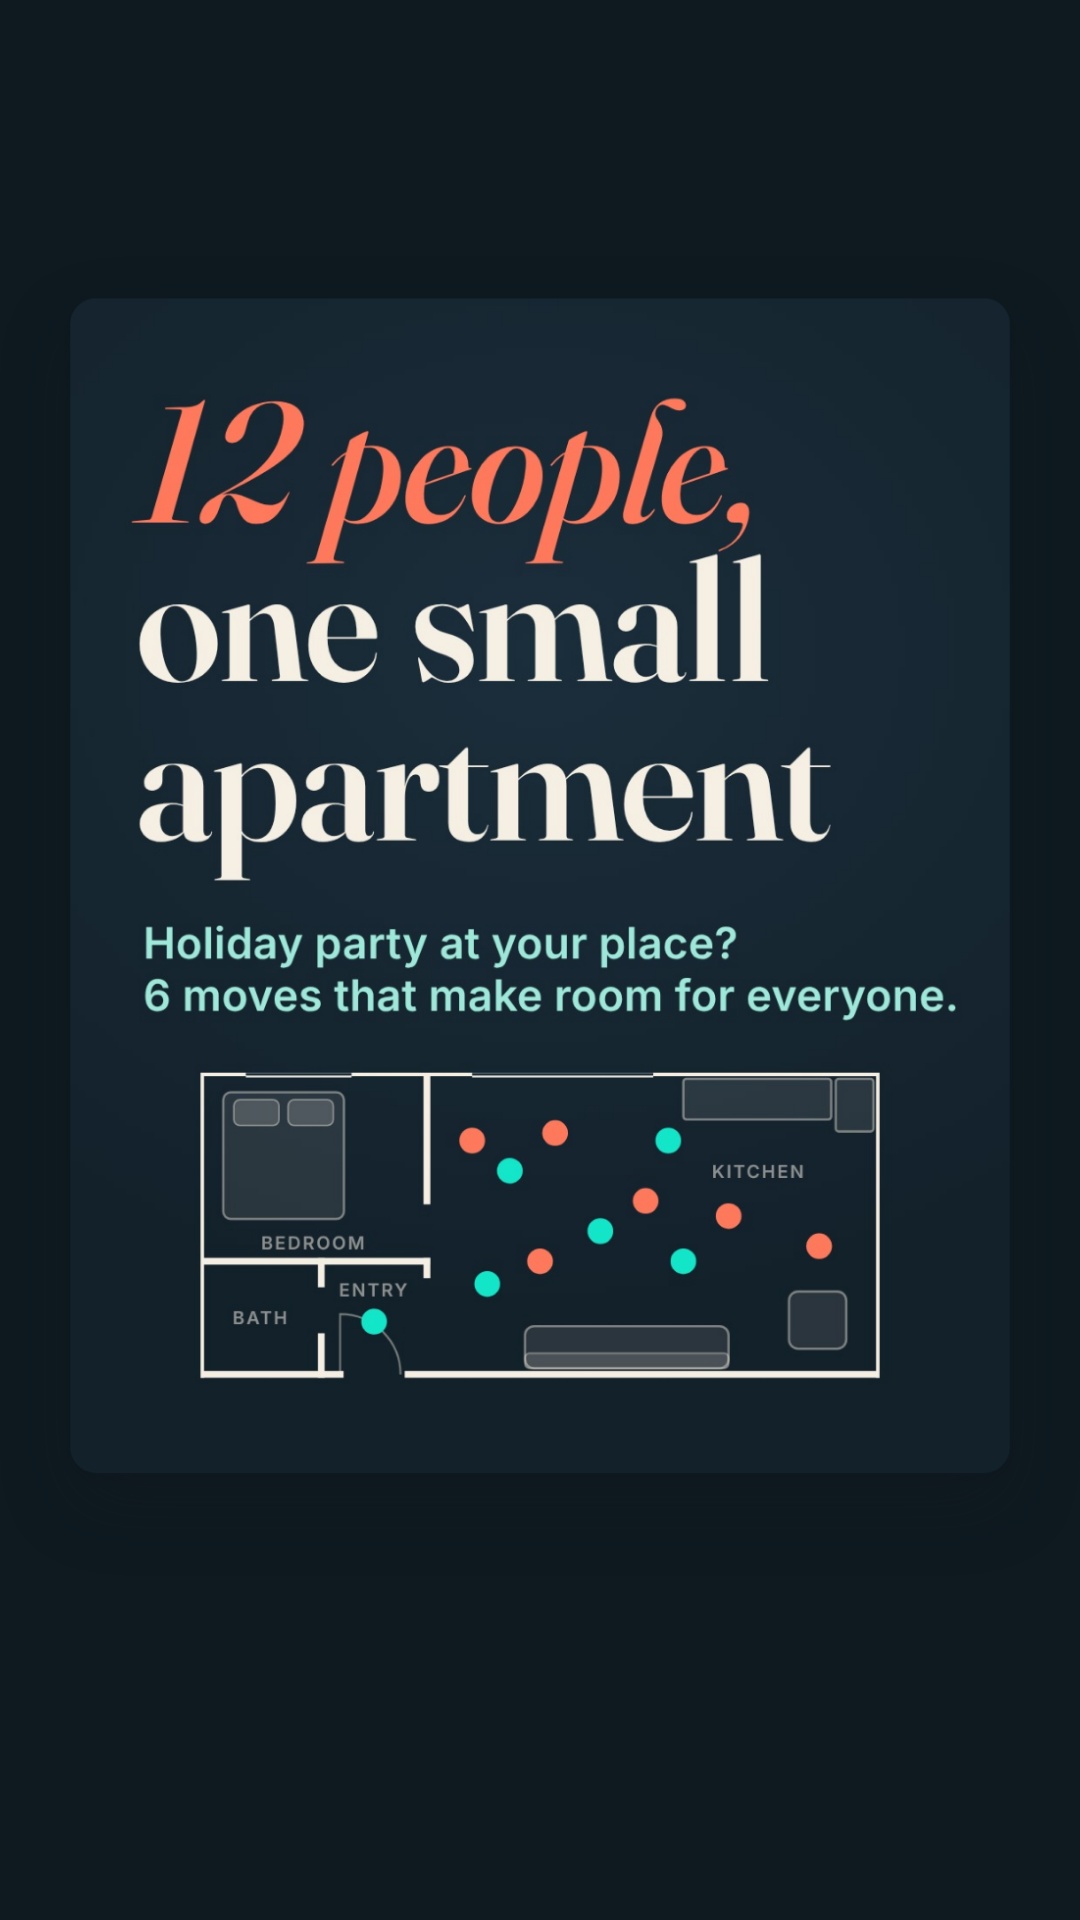 12 people,
one small
apartment
Holiday party at your place?
6 moves that make room for everyone.
KITCHEN
BEDROOM
ENTRY
BATH